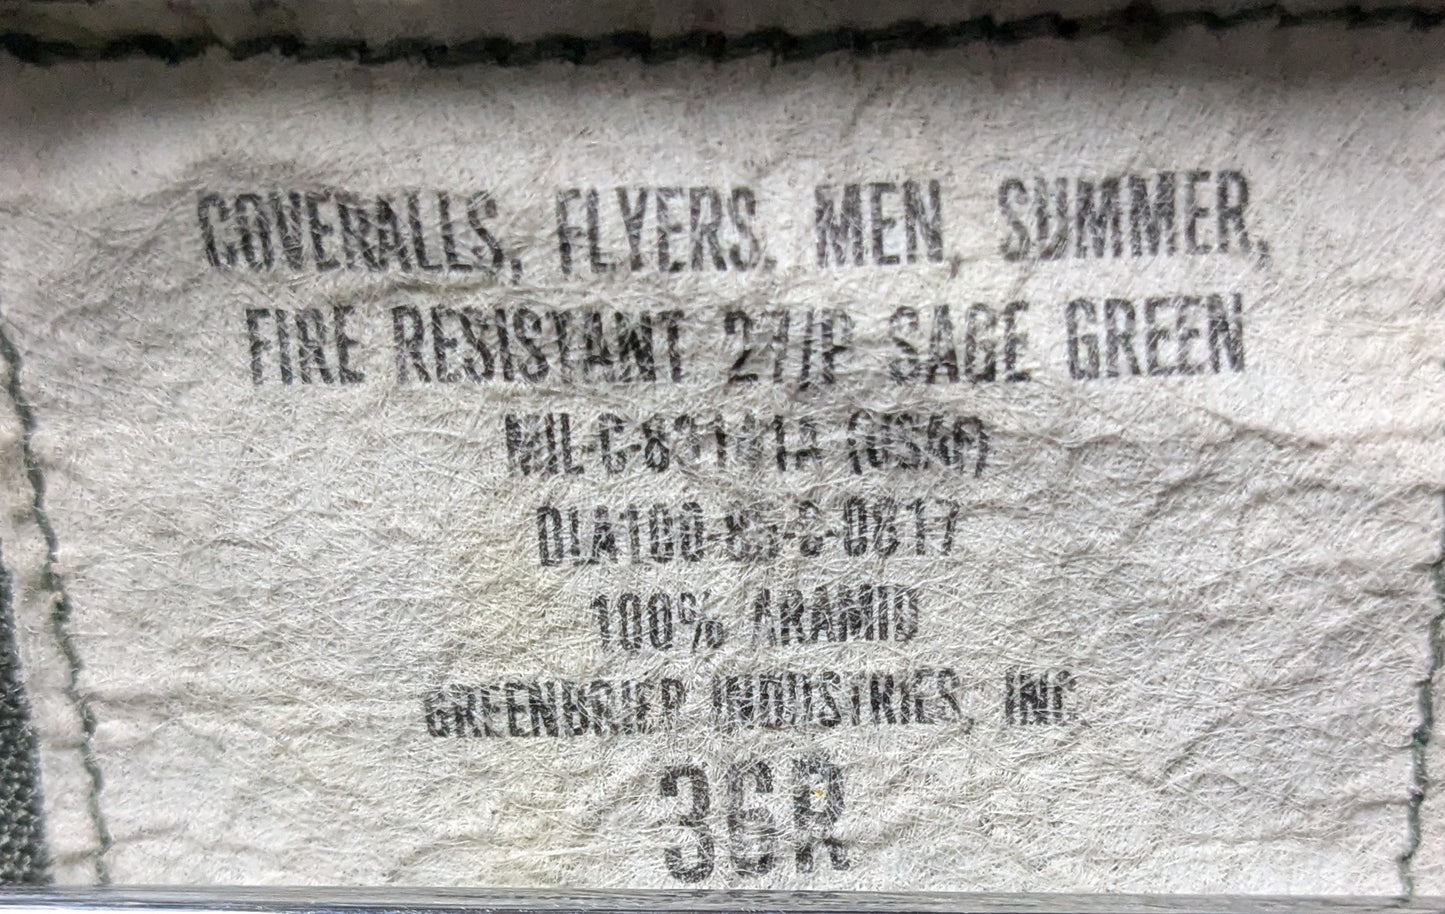 COVERALLS, FLYERS, MEN, SUMMER,
FIRE RESISTANT 27/P SAGE GREEN
MIL-C-83141A (USAF)
DLA100-85-C-0617
100% ARAMID
GREENBRIER INDUSTRIES, INC.
36R